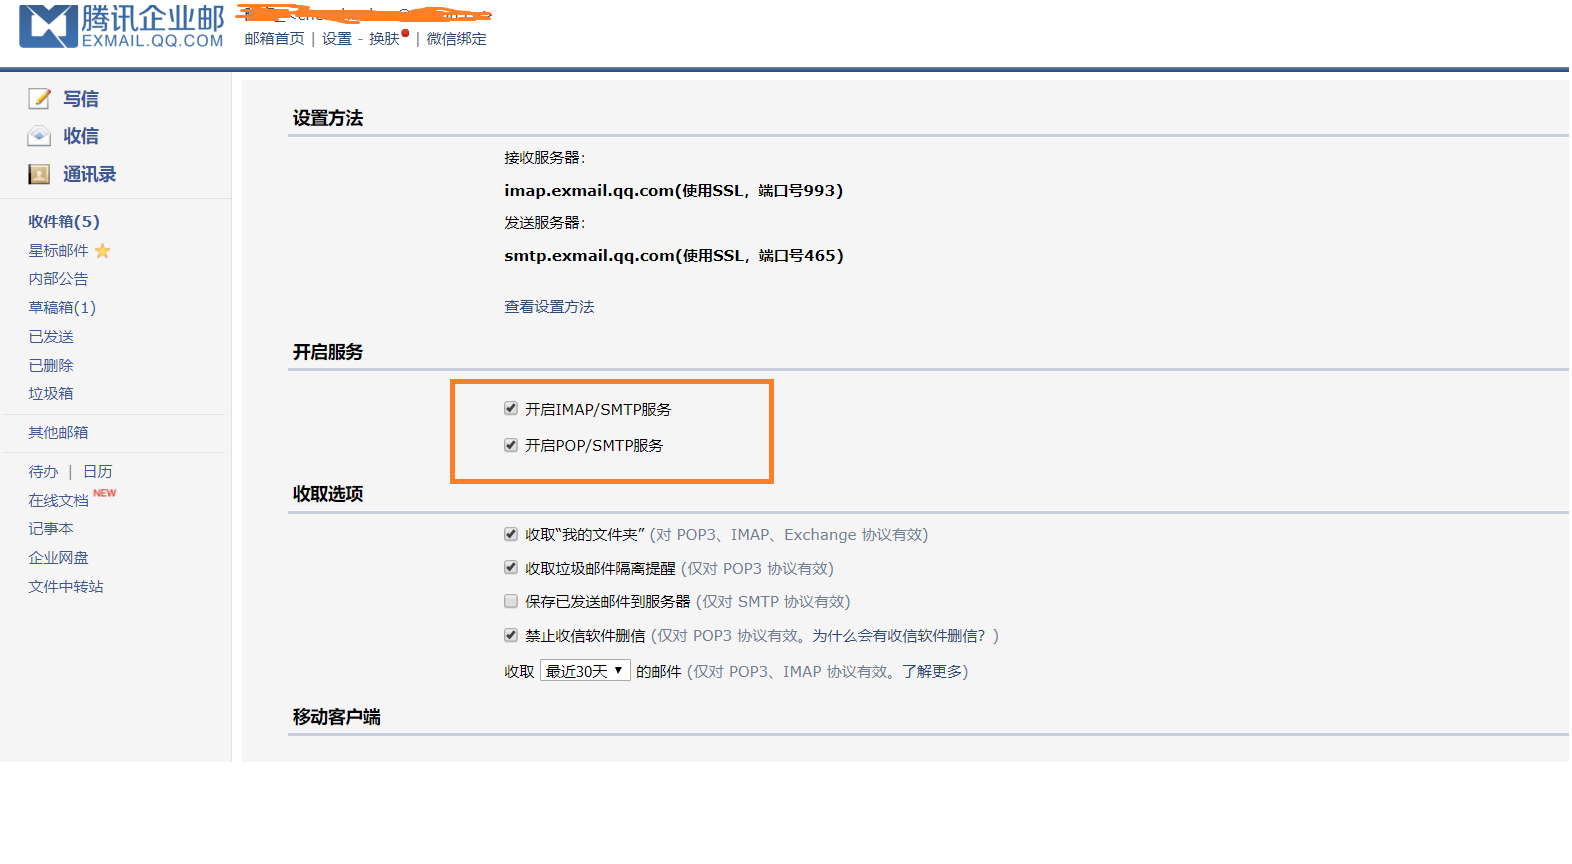 腾讯企业邮
EXMAIL.QQ.COM
邮箱首页 | 设置 - 换肤 | 微信绑定
写信
收信
通讯录
收件箱(5)
星标邮件
内部公告
草稿箱(1)
已发送
已删除
垃圾箱
其他邮箱
待办 | 日历
在线文档 NEW
记事本
企业网盘
文件中转站
设置方法
接收服务器：
imap.exmail.qq.com(使用SSL，端口号993)
发送服务器：
smtp.exmail.qq.com(使用SSL，端口号465)
查看设置方法
开启服务
开启IMAP/SMTP服务
开启POP/SMTP服务
收取选项
收取“我的文件夹” (对 POP3、IMAP、Exchange 协议有效)
收取垃圾邮件隔离提醒 (仅对 POP3 协议有效)
保存已发送邮件到服务器 (仅对 SMTP 协议有效)
禁止收信软件删信 (仅对 POP3 协议有效。为什么会有收信软件删信？)
收取 最近30天 ▼ 的邮件 (仅对 POP3、IMAP 协议有效。了解更多)
移动客户端